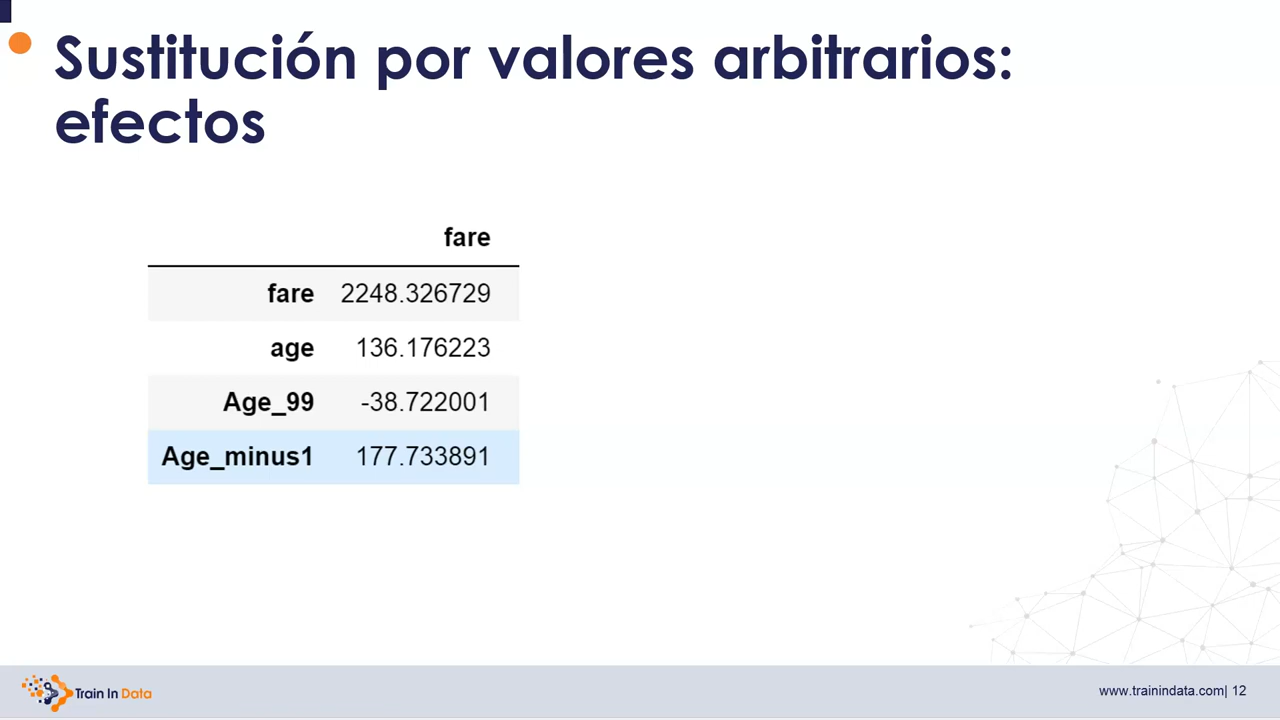 Sustitución por valores arbitrarios:
efectos
fare
fare 2248.326729
age 136.176223
Age_99 -38.722001
Age_minus1 177.733891
Train In Data
www.trainindata.com| 12